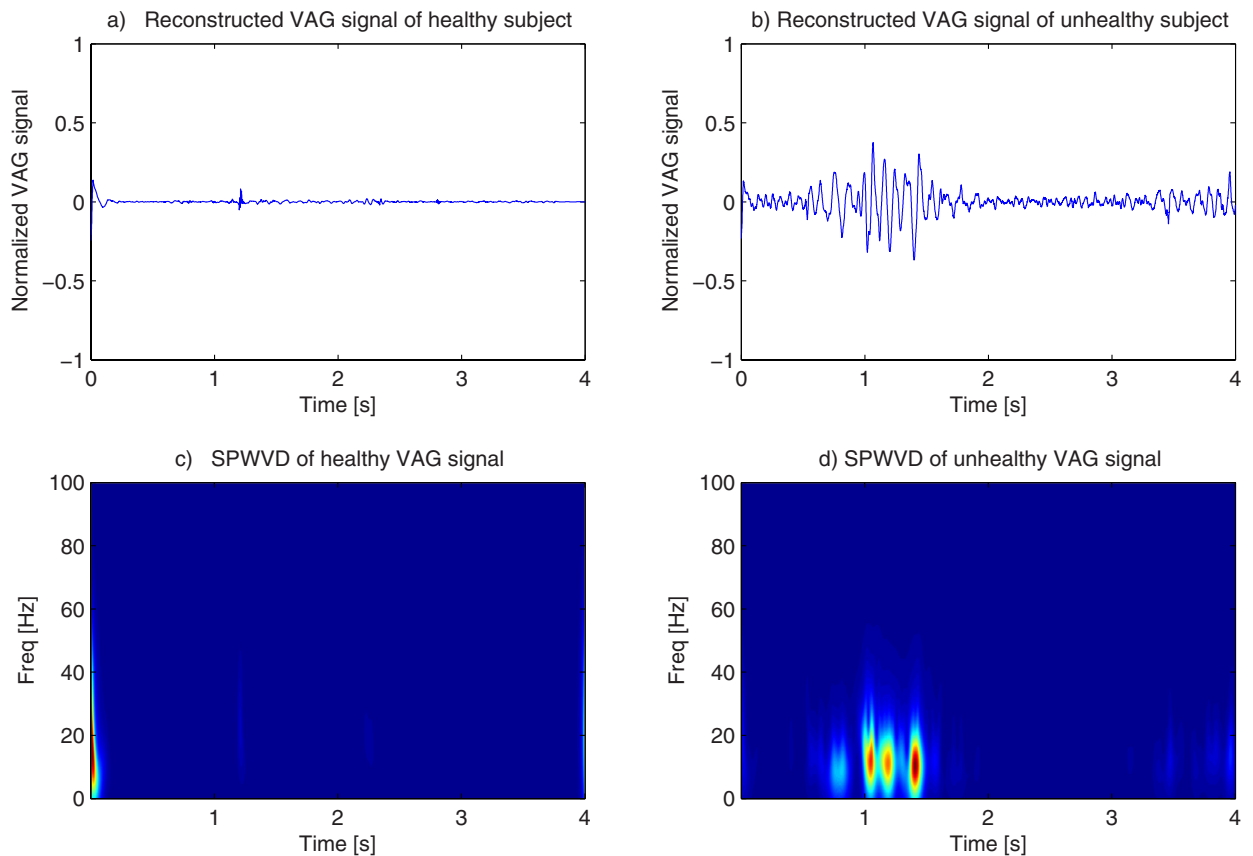 a) Reconstructed VAG signal of healthy subject
1
0.5
0
−0.5
−1
Normalized VAG signal
0 1 2 3 4
Time [s]
b) Reconstructed VAG signal of unhealthy subject
1
0.5
0
−0.5
−1
Normalized VAG signal
0 1 2 3 4
Time [s]
c) SPWVD of healthy VAG signal
100
80
60
40
20
0
Freq [Hz]
1 2 3 4
Time [s]
d) SPWVD of unhealthy VAG signal
100
80
60
40
20
0
Freq [Hz]
1 2 3 4
Time [s]